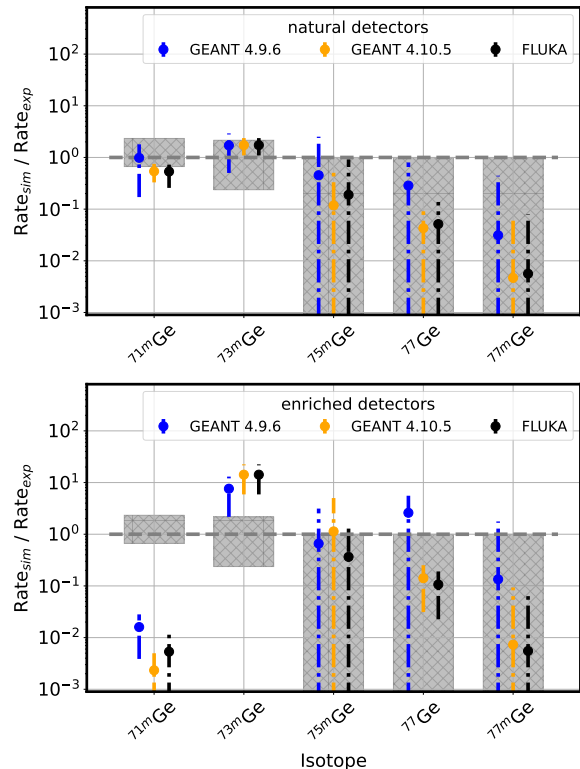 natural detectors
GEANT 4.9.6 GEANT 4.10.5 FLUKA
10²
10¹
10⁰
10⁻¹
10⁻²
10⁻³
Rate_sim / Rate_exp
⁷¹ᵐGe ⁷³ᵐGe ⁷⁵ᵐGe ⁷⁷Ge ⁷⁷ᵐGe
enriched detectors
GEANT 4.9.6 GEANT 4.10.5 FLUKA
10²
10¹
10⁰
10⁻¹
10⁻²
10⁻³
Rate_sim / Rate_exp
⁷¹ᵐGe ⁷³ᵐGe ⁷⁵ᵐGe ⁷⁷Ge ⁷⁷ᵐGe
Isotope